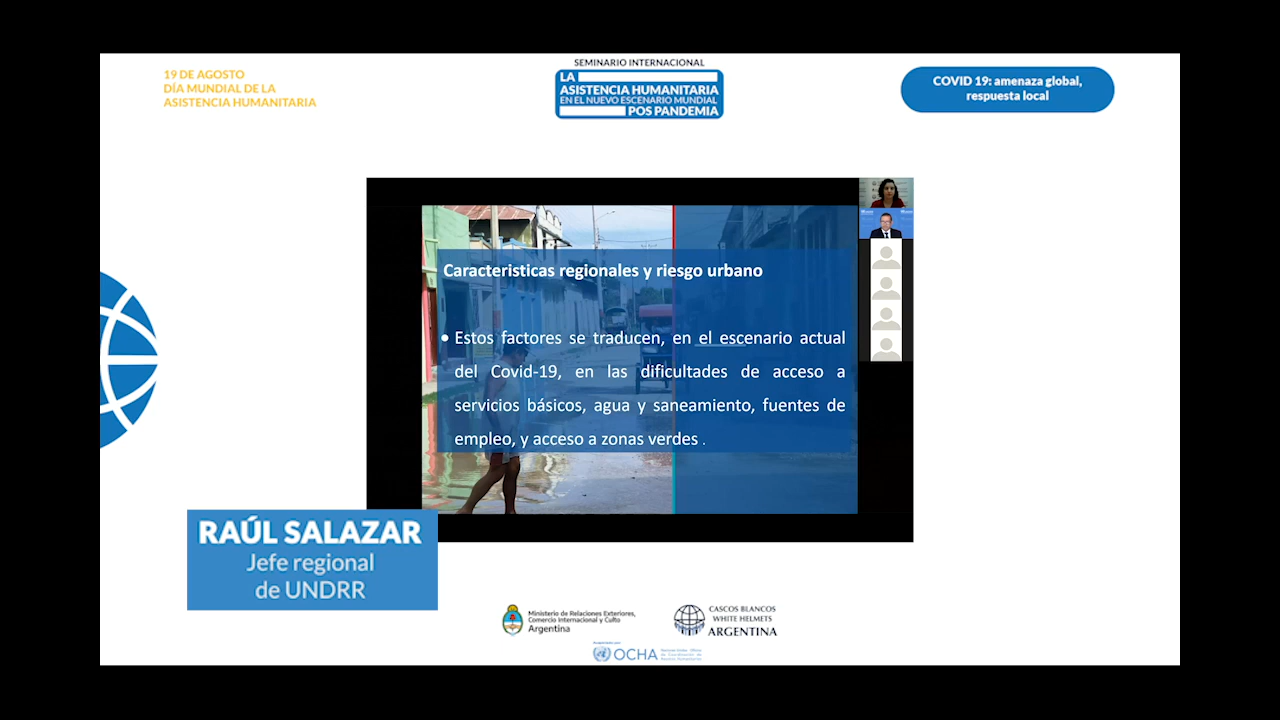 19 DE AGOSTO
DÍA MUNDIAL DE LA
ASISTENCIA HUMANITARIA
SEMINARIO INTERNACIONAL
LA
ASISTENCIA HUMANITARIA
EN EL NUEVO ESCENARIO MUNDIAL
POS PANDEMIA
COVID 19: amenaza global,
respuesta local
Caracteristicas regionales y riesgo urbano
• Estos factores se traducen, en el escenario actual
del Covid-19, en las dificultades de acceso a
servicios básicos, agua y saneamiento, fuentes de
empleo, y acceso a zonas verdes .
RAÚL SALAZAR
Jefe regional
de UNDRR
Ministerio de Relaciones Exteriores,
Comercio Internacional y Culto
Argentina
CASCOS BLANCOS
WHITE HELMETS
ARGENTINA
OCHA